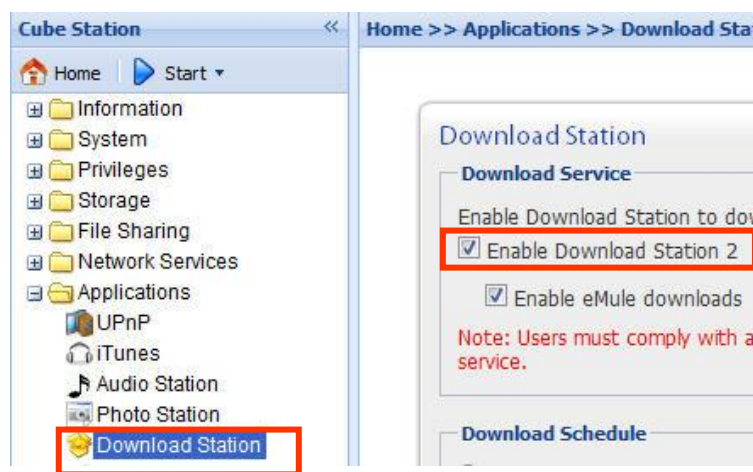 Cube Station
Home
Start
Information
System
Privileges
Storage
File Sharing
Network Services
Applications
UPnP
iTunes
Audio Station
Photo Station
Download Station
Home >> Applications >> Download Sta
Download Station
Download Service
Enable Download Station to dow
Enable Download Station 2
Enable eMule downloads
Note: Users must comply with a
service.
Download Schedule